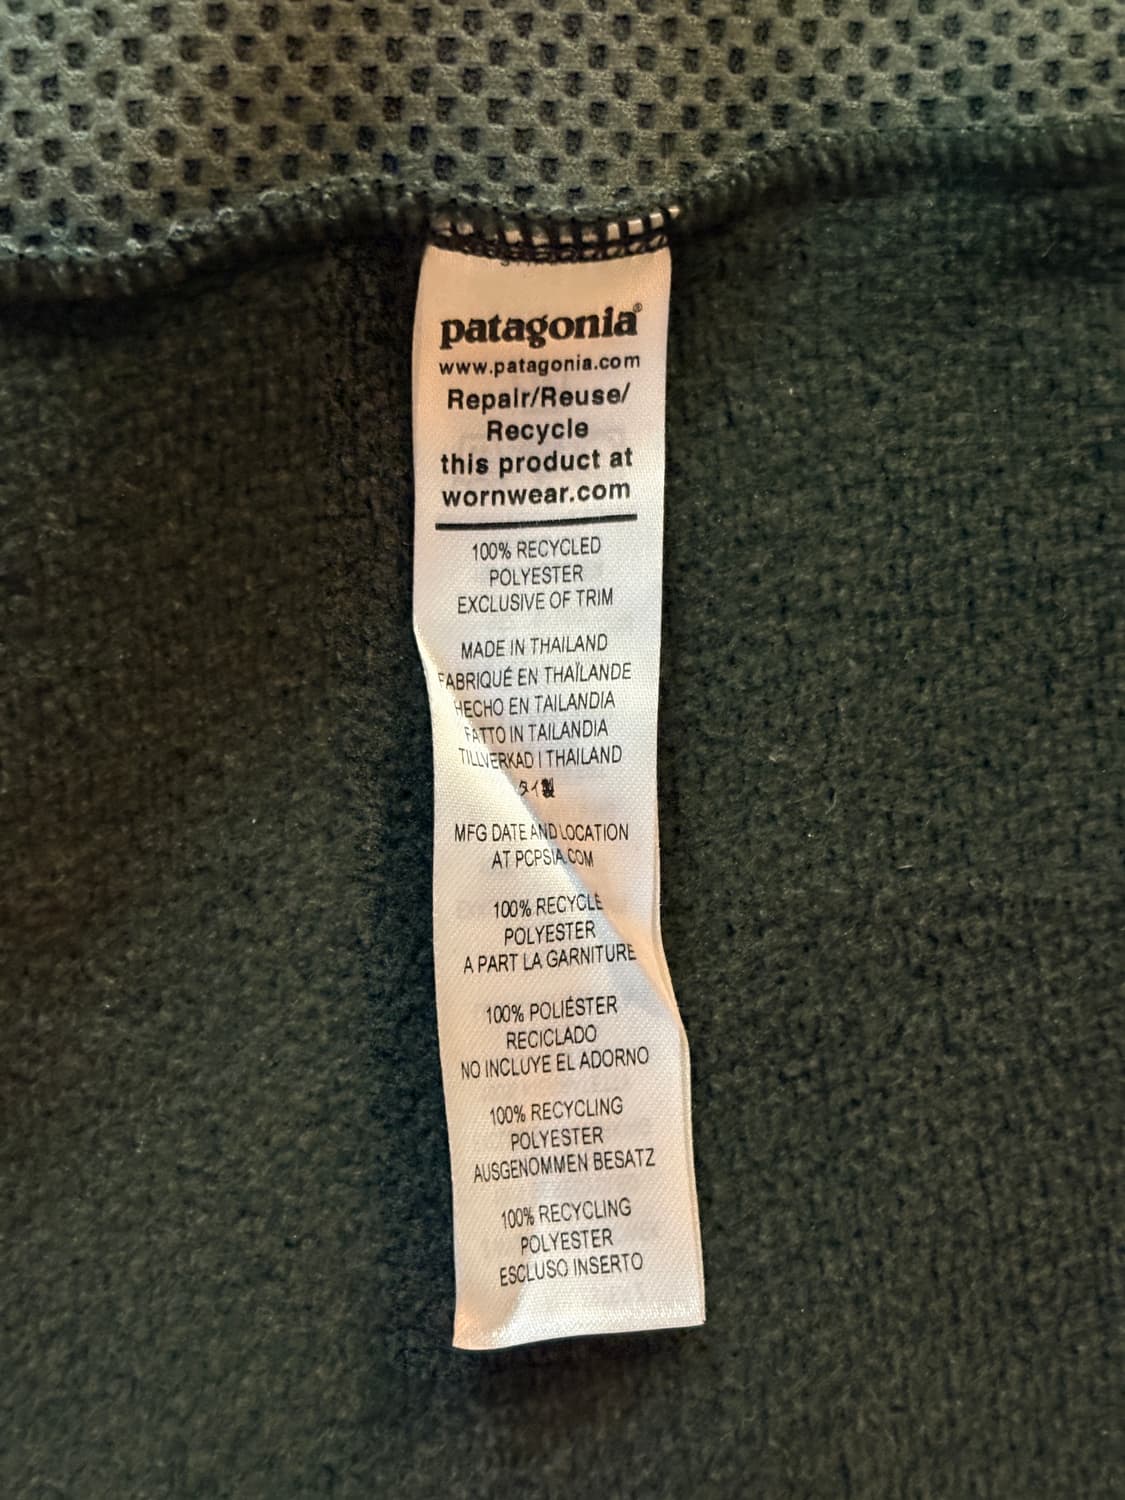 patagonia®
www.patagonia.com
Repair/Reuse/
Recycle
this product at
wornwear.com
100% RECYCLED
POLYESTER
EXCLUSIVE OF TRIM
MADE IN THAILAND
FABRIQUÉ EN THAÏLANDE
HECHO EN TAILANDIA
FATTO IN TAILANDIA
TILLVERKAD I THAILAND
タイ製
MFG DATE AND LOCATION
AT PCPSIA.COM
100% RECYCLÉ
POLYESTER
A PART LA GARNITURE
100% POLIÉSTER
RECICLADO
NO INCLUYE EL ADORNO
100% RECYCLING
POLYESTER
AUSGENOMMEN BESATZ
100% RECYCLING
POLYESTER
ESCLUSO INSERTO